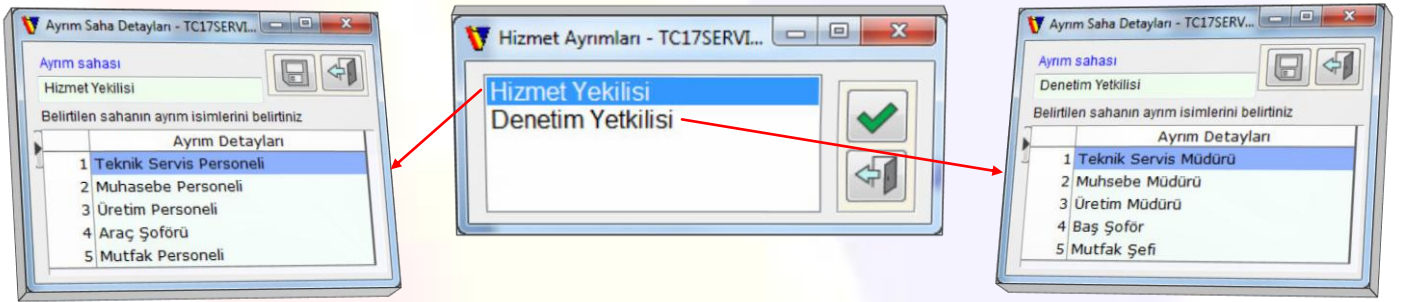 Ayrım Saha Detayları - TC17SERVI...
Ayrım sahası
Hizmet Yekilisi
Belirtilen sahanın ayrım isimlerini belirtiniz
Ayrım Detayları
1 Teknik Servis Personeli
2 Muhasebe Personeli
3 Üretim Personeli
4 Araç Şoförü
5 Mutfak Personeli
Hizmet Ayrımları - TC17SERVI...
Hizmet Yekilisi
Denetim Yetkilisi
Ayrım Saha Detayları - TC17SERV...
Ayrım sahası
Denetim Yetkilisi
Belirtilen sahanın ayrım isimlerini belirtiniz
Ayrım Detayları
1 Teknik Servis Müdürü
2 Muhsebe Müdürü
3 Üretim Müdürü
4 Baş Şoför
5 Mutfak Şefi